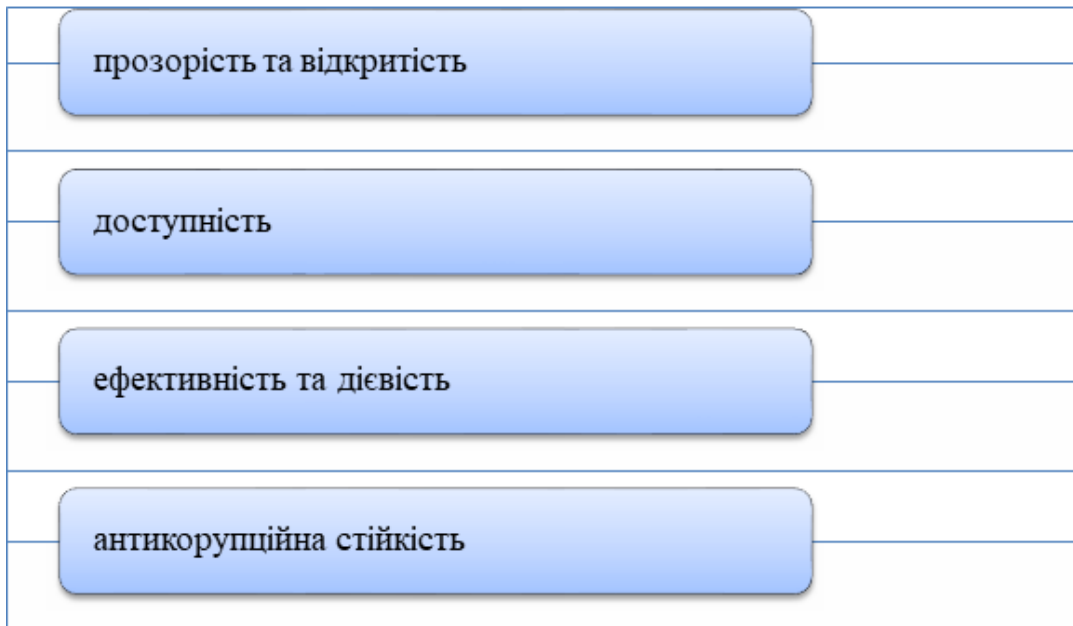 прозорість та відкритість
доступність
ефективність та дієвість
антикорупційна стійкість